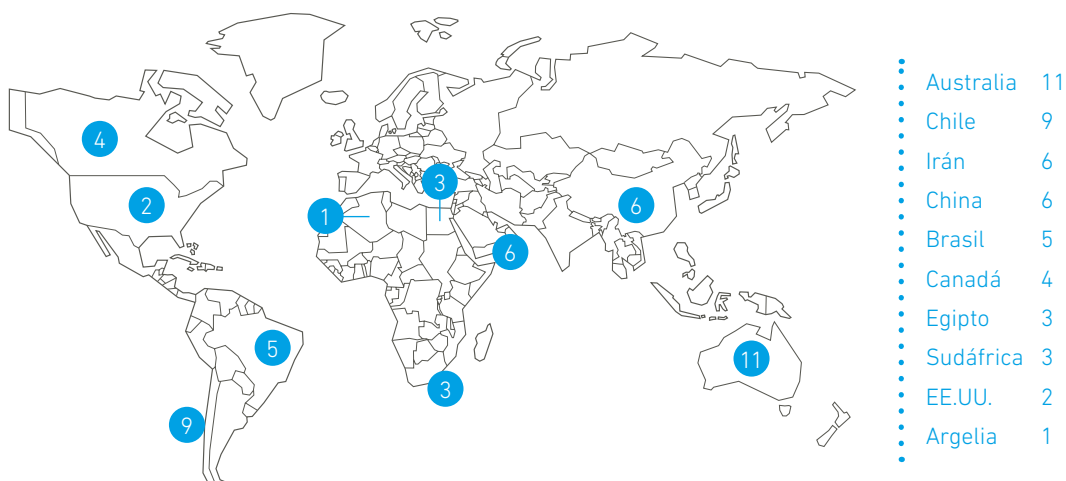 4
2
1
3
6
6
5
11
3
9
Australia 11
Chile 9
Irán 6
China 6
Brasil 5
Canadá 4
Egipto 3
Sudáfrica 3
EE.UU. 2
Argelia 1